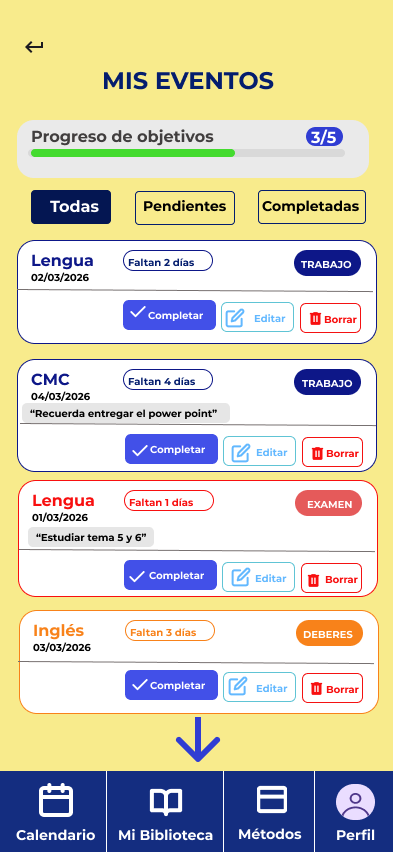 MIS EVENTOS
Progreso de objetivos 3/5
Todas Pendientes Completadas
Lengua Faltan 2 días TRABAJO
02/03/2026
Completar Editar Borrar
CMC Faltan 4 días TRABAJO
04/03/2026
“Recuerda entregar el power point”
Completar Editar Borrar
Lengua Faltan 1 días EXAMEN
01/03/2026
“Estudiar tema 5 y 6”
Completar Editar Borrar
Inglés Faltan 3 días DEBERES
03/03/2026
Completar Editar Borrar
Calendario Mi Biblioteca Métodos Perfil